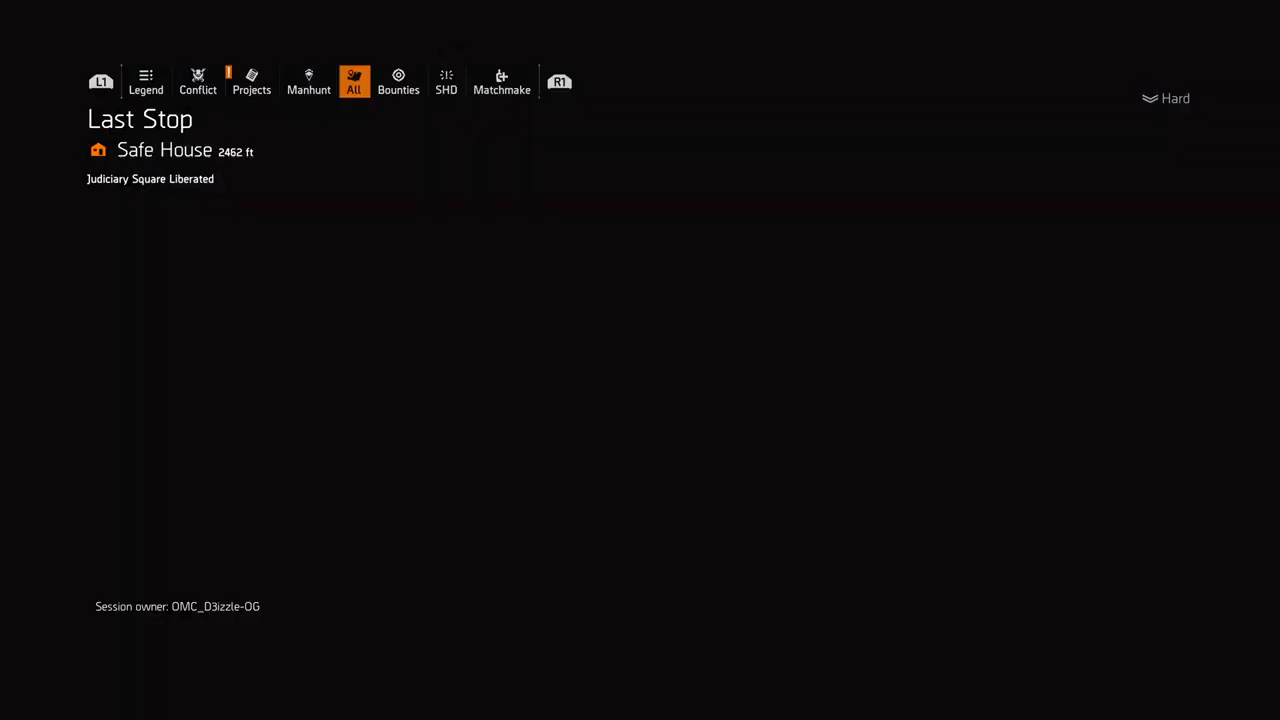 L1 Legend Conflict Projects Manhunt All Bounties SHD Matchmake R1
Hard
Last Stop
Safe House 2462 ft
Judiciary Square Liberated
Session owner: OMC_D3izzle-OG